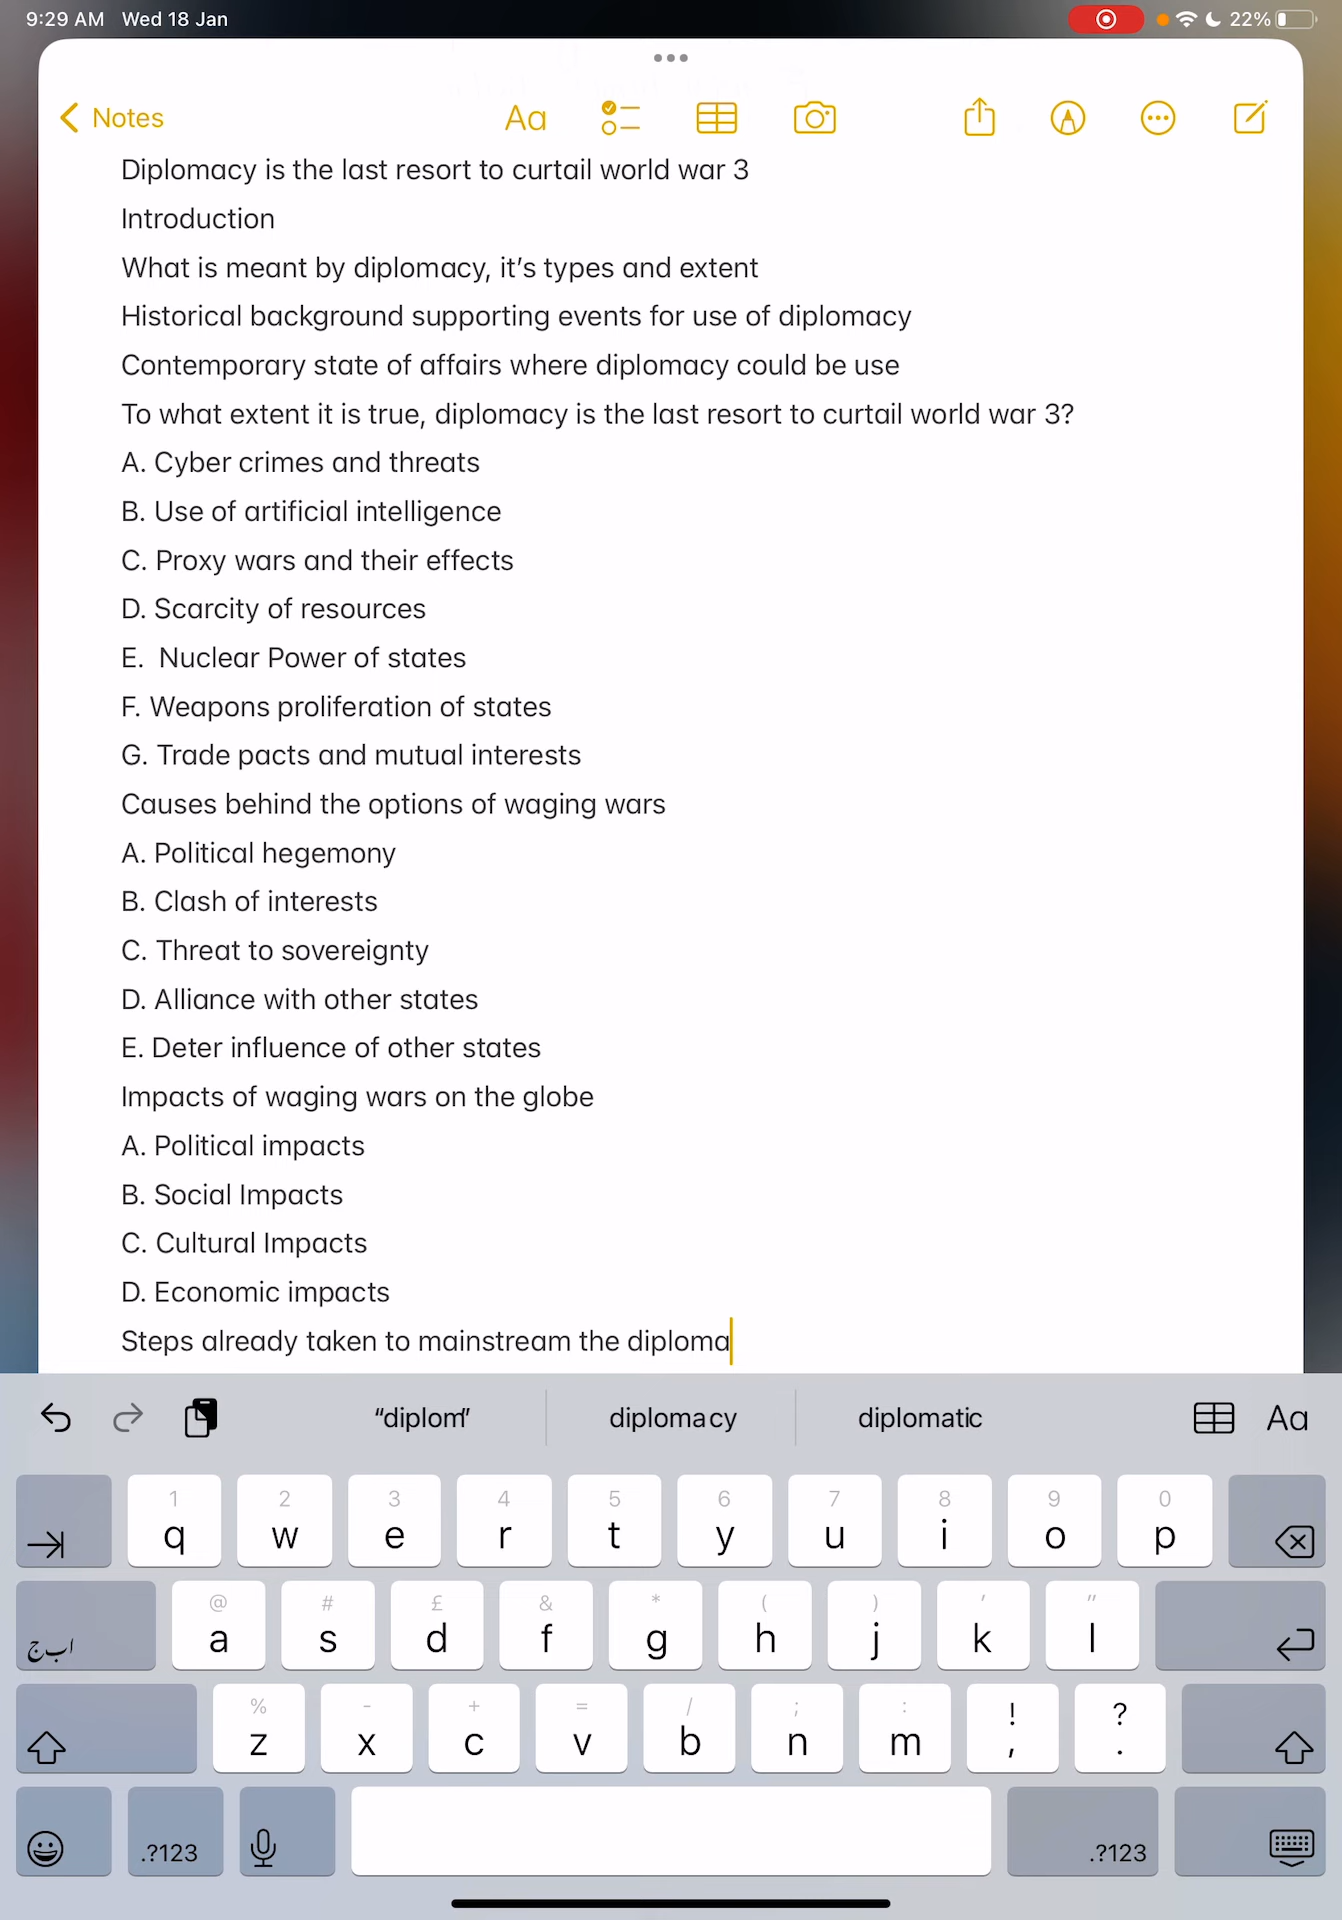 9:29 AM Wed 18 Jan 22%
Notes Aa
Diplomacy is the last resort to curtail world war 3
Introduction
What is meant by diplomacy, it's types and extent
Historical background supporting events for use of diplomacy
Contemporary state of affairs where diplomacy could be use
To what extent it is true, diplomacy is the last resort to curtail world war 3?
A. Cyber crimes and threats
B. Use of artificial intelligence
C. Proxy wars and their effects
D. Scarcity of resources
E.  Nuclear Power of states
F. Weapons proliferation of states
G. Trade pacts and mutual interests
Causes behind the options of waging wars
A. Political hegemony
B. Clash of interests
C. Threat to sovereignty
D. Alliance with other states
E. Deter influence of other states
Impacts of waging wars on the globe
A. Political impacts
B. Social Impacts
C. Cultural Impacts
D. Economic impacts
Steps already taken to mainstream the diploma
“diplom” diplomacy diplomatic Aa
1 2 3 4 5 6 7 8 9 0
q w e r t y u i o p
@ # £ & * ( ) ' "
ا ب ج a s d f g h j k l
% - + = / ; : ! ?
z x c v b n m , .
.?123 .?123